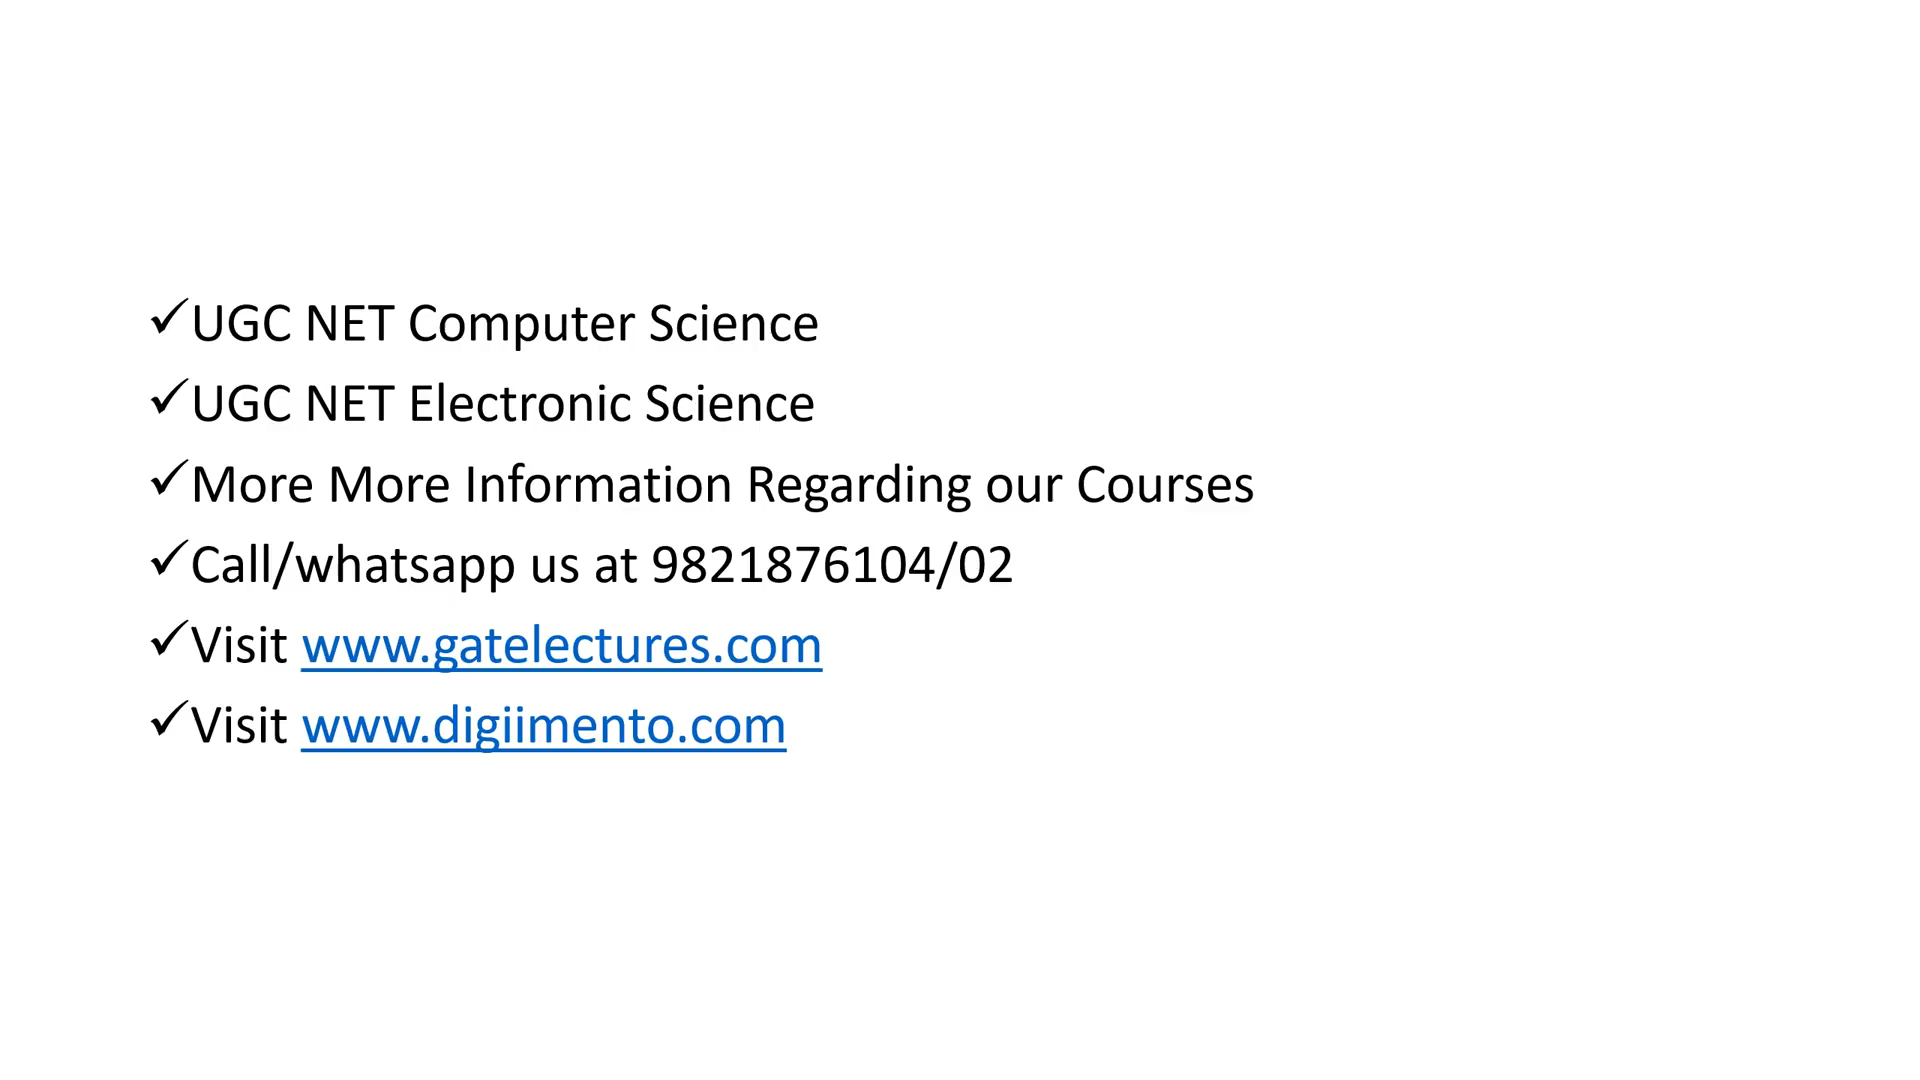 ✓UGC NET Computer Science
✓UGC NET Electronic Science
✓More More Information Regarding our Courses
✓Call/whatsapp us at 9821876104/02
✓Visit www.gatelectures.com
✓Visit www.digiimento.com